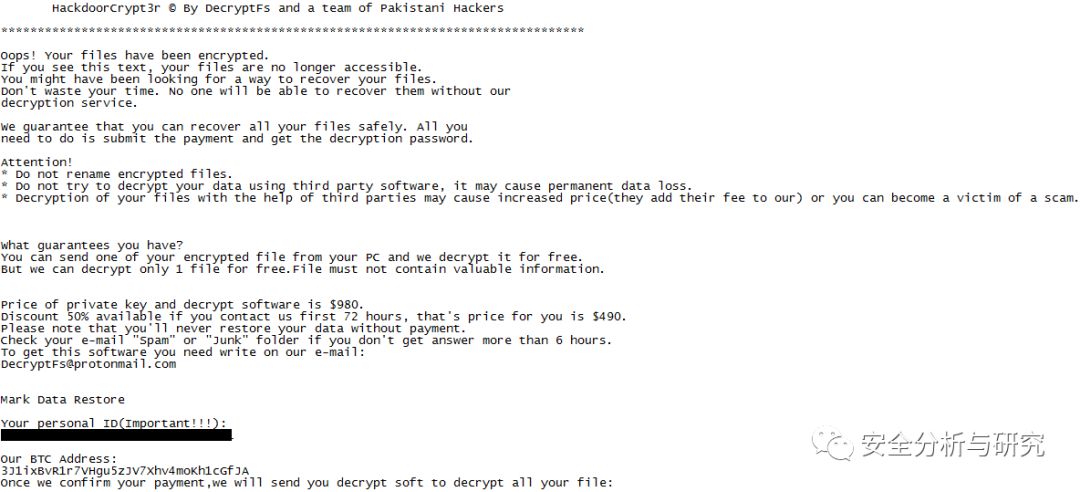 HackdoorCrypt3r © By DecryptFs and a team of Pakistani Hackers
********************************************************************************
Oops! Your files have been encrypted.
If you see this text, your files are no longer accessible.
You might have been looking for a way to recover your files.
Don't waste your time. No one will be able to recover them without our
decryption service.
We guarantee that you can recover all your files safely. All you
need to do is submit the payment and get the decryption password.
Attention!
* Do not rename encrypted files.
* Do not try to decrypt your data using third party software, it may cause permanent data loss.
* Decryption of your files with the help of third parties may cause increased price(they add their fee to our) or you can become a victim of a scam.
What guarantees you have?
You can send one of your encrypted file from your PC and we decrypt it for free.
But we can decrypt only 1 file for free.File must not contain valuable information.
Price of private key and decrypt software is $980.
Discount 50% available if you contact us first 72 hours, that's price for you is $490.
Please note that you'll never restore your data without payment.
Check your e-mail "Spam" or "Junk" folder if you don't get answer more than 6 hours.
To get this software you need write on our e-mail:
DecryptFs@protonmail.com
Mark Data Restore
Your personal ID(Important!!!):
Our BTC Address:
3J1ixBvR1r7VHgu5zJV7Xhv4moKh1cGfJA
Once we confirm your payment,we will send you decrypt soft to decrypt all your file:
安全分析与研究